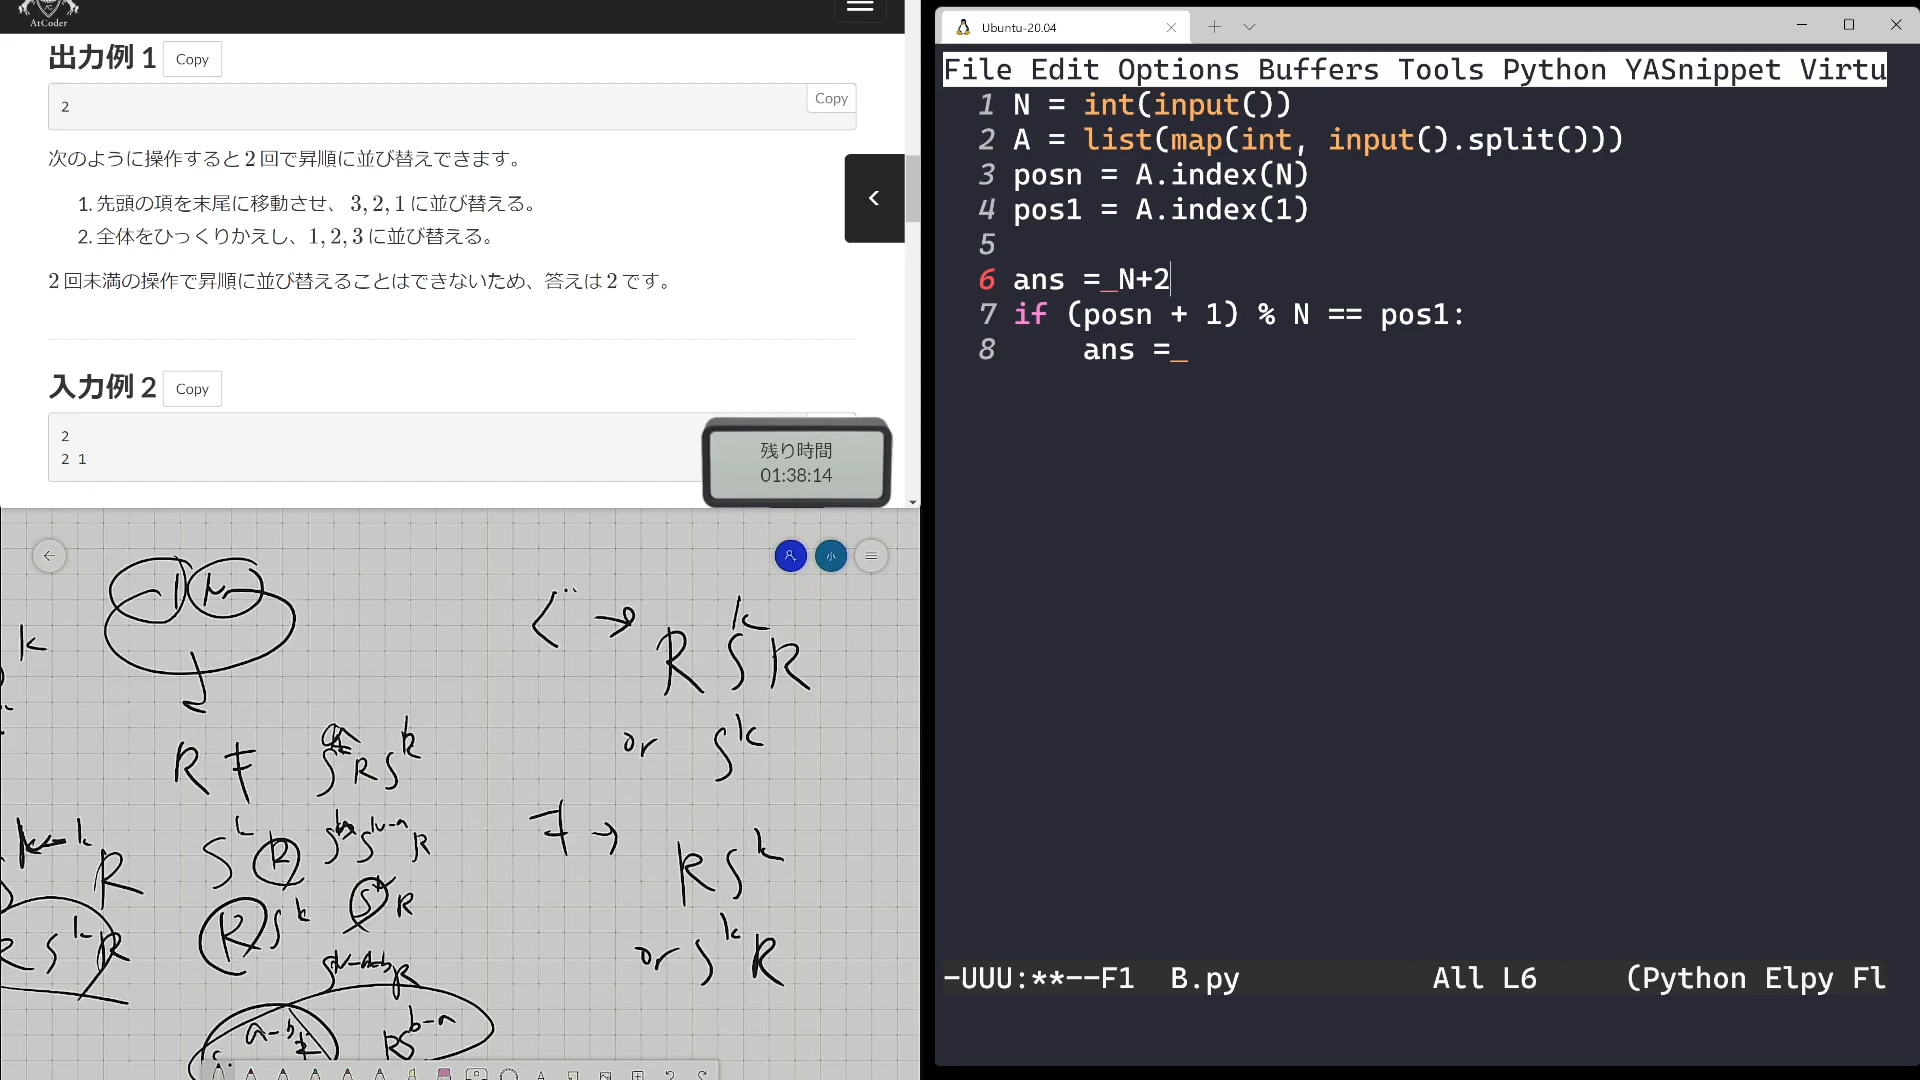 AtCoder
出力例 1 Copy
2 Copy
次のように操作すると 2 回で昇順に並び替えできます。
1. 先頭の項を末尾に移動させ、 3, 2, 1 に並び替える。
2. 全体をひっくりかえし、1, 2, 3 に並び替える。
2 回未満の操作で昇順に並び替えることはできないため、答えは 2 です。
入力例 2 Copy
2
2 1
残り時間
01:38:14
k
R S^k R
or S^k
R S^k
or S^k R
小
Ubuntu-20.04
File Edit Options Buffers Tools Python YASnippet Virtu
1 N = int(input())
2 A = list(map(int, input().split()))
3 posn = A.index(N)
4 pos1 = A.index(1)
5
6 ans =_N+2
7 if (posn + 1) % N == pos1:
8     ans =_
-UUU:**--F1 B.py All L6 (Python Elpy Fl